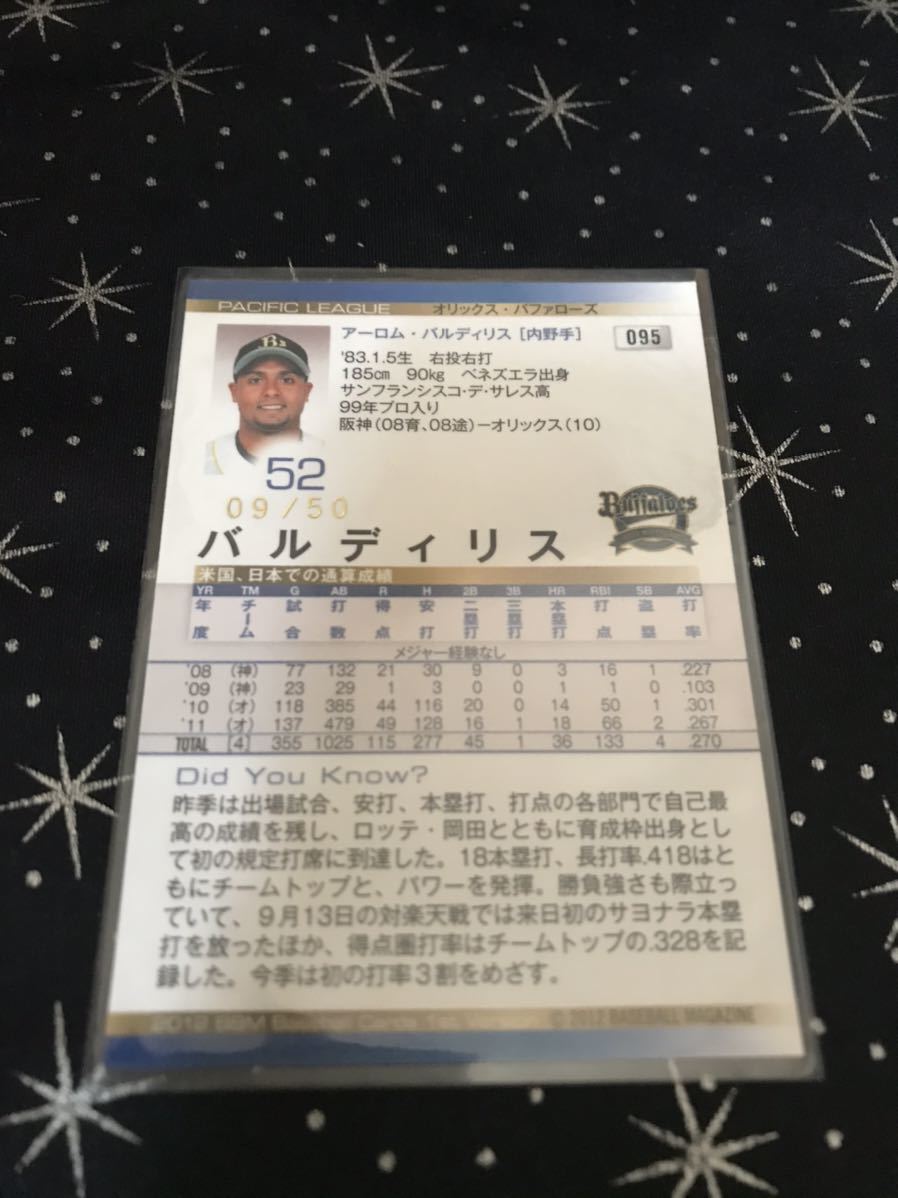 PACIFIC LEAGUE オリックス・バファローズ
アーロム・バルディリス [内野手] 095
'83.1.5生 右投右打
185cm 90kg ベネズエラ出身
サンフランシスコ・デ・サレス高
99年プロ入り
阪神(08育、08途)ーオリックス(10)
Bs
52
09/50
Buffaloes
バルディリス
米国、日本での通算成績
YR TM G AB R H 2B 3B HR RBI SB AVG
年度 チーム 試合 打数 得点 安打 二塁打 三塁打 本塁打 打点 盗塁 打率
メジャー経験なし
'08 (神) 77 132 21 30 9 0 3 16 1 .227
'09 (神) 23 29 1 3 0 0 1 1 0 .103
'10 (オ) 118 385 44 116 20 0 14 50 1 .301
'11 (オ) 137 479 49 128 16 1 18 66 2 .267
TOTAL [4] 355 1025 115 277 45 1 36 133 4 .270
Did You Know?
昨季は出場試合、安打、本塁打、打点の各部門で自己最
高の成績を残し、ロッテ・岡田とともに育成枠出身とし
て初の規定打席に到達した。18本塁打、長打率.418はと
もにチームトップと、パワーを発揮。勝負強さも際立っ
ていて、9月13日の対楽天戦では来日初のサヨナラ本塁
打を放ったほか、得点圏打率はチームトップの.328を記
録した。今季は初の打率3割をめざす。
2012 BBM Baseball Cards 1st Version © 2012 BASEBALL MAGAZINE